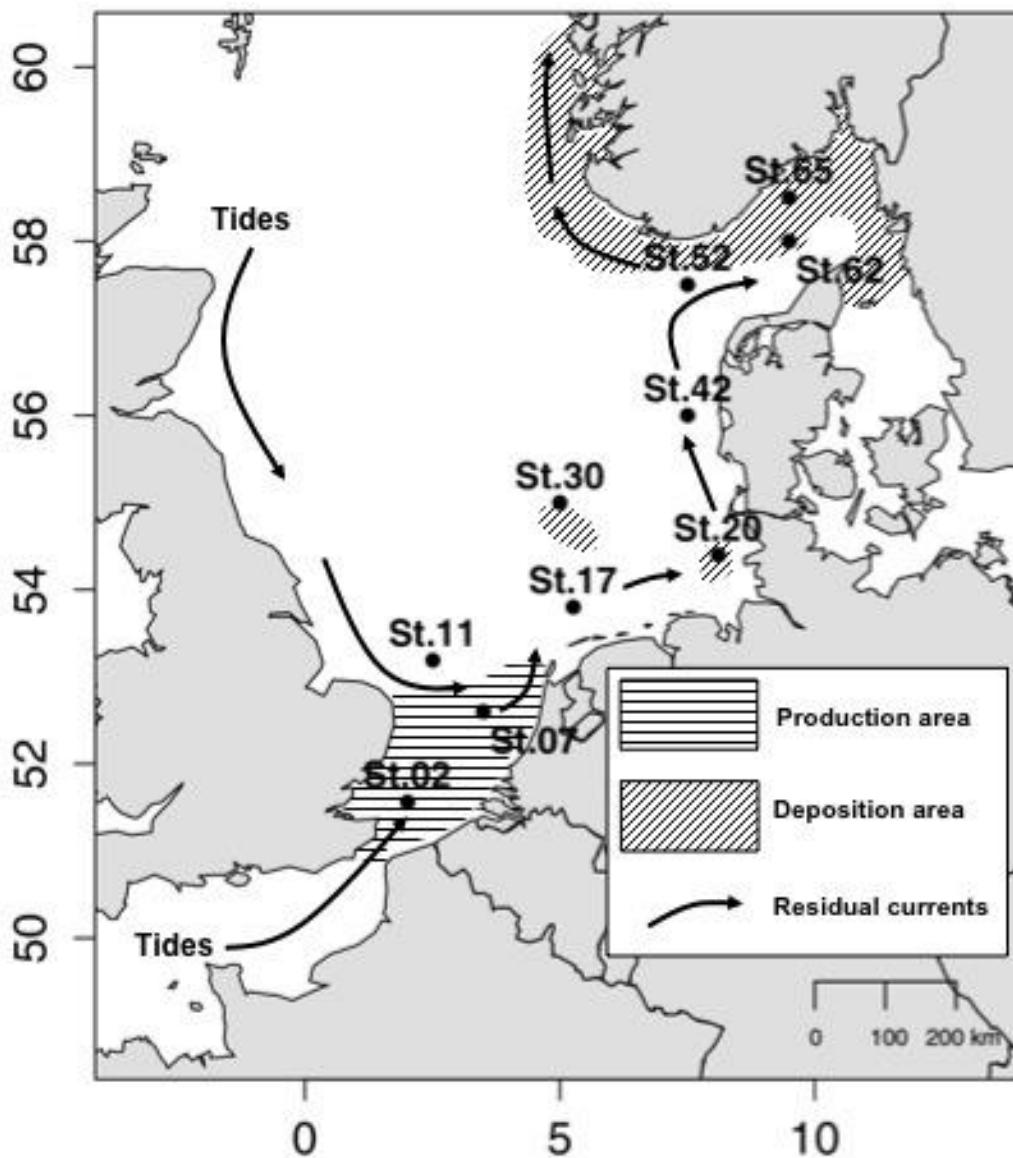 60
58
56
54
52
50
Tides
St.65
St.52
St.62
St.42
St.30
St.20
St.17
St.11
St.07
St.02
Tides
Production area
Deposition area
Residual currents
0 100 200 km
0 5 10